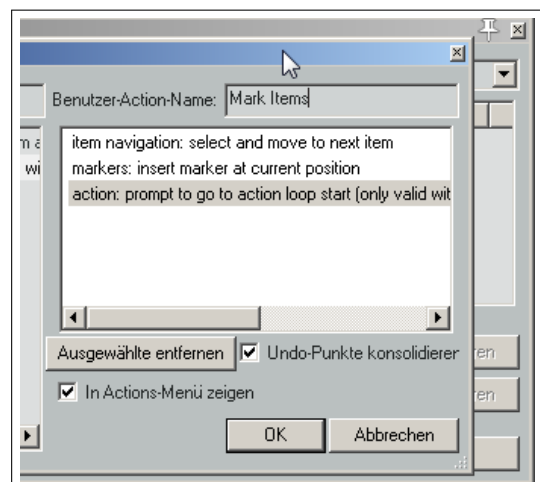 Benutzer-Action-Name: Mark Items
item navigation: select and move to next item
markers: insert marker at current position
action: prompt to go to action loop start (only valid wit
Ausgewählte entfernen Undo-Punkte konsolidierer
In Actions-Menü zeigen
OK Abbrechen